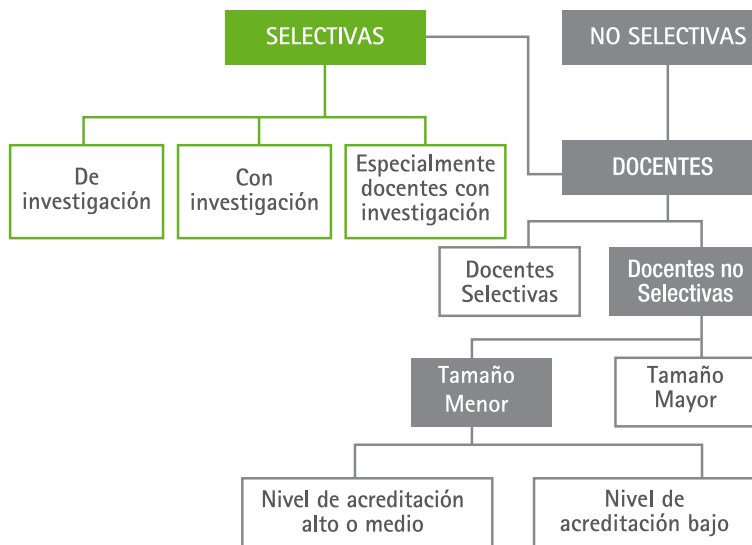 SELECTIVAS
NO SELECTIVAS
De
investigación
Con
investigación
Especialmente
docentes con
investigación
DOCENTES
Docentes
Selectivas
Docentes no
Selectivas
Tamaño
Menor
Tamaño
Mayor
Nivel de acreditación
alto o medio
Nivel de
acreditación bajo